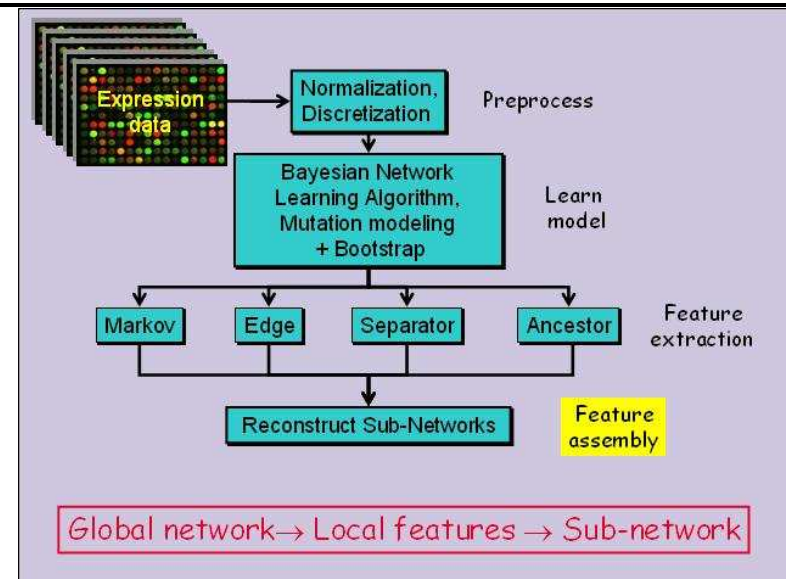 Expression
data
Normalization,
Discretization
Preprocess
Bayesian Network
Learning Algorithm,
Mutation modeling
+ Bootstrap
Learn
model
Markov
Edge
Separator
Ancestor
Feature
extraction
Reconstruct Sub-Networks
Feature
assembly
Global network→ Local features → Sub-network